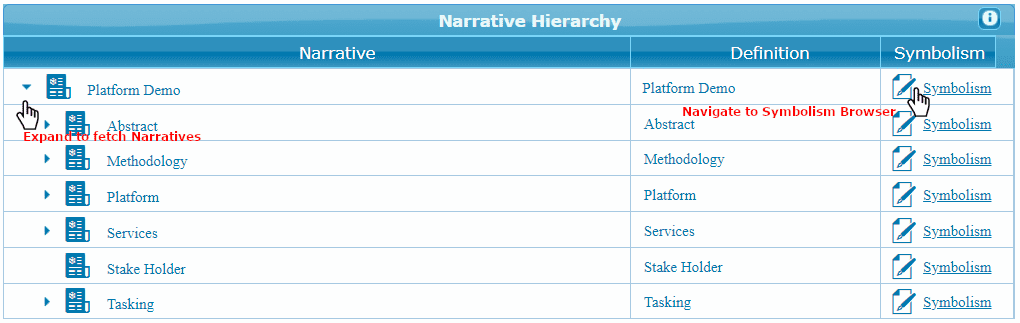 Narrative Hierarchy
Narrative Definition Symbolism
Platform Demo Platform Demo Symbolism
Navigate to Symbolism Browser
Abstract Abstract Symbolism
Expand to fetch Narratives
Methodology Methodology Symbolism
Platform Platform Symbolism
Services Services Symbolism
Stake Holder Stake Holder Symbolism
Tasking Tasking Symbolism